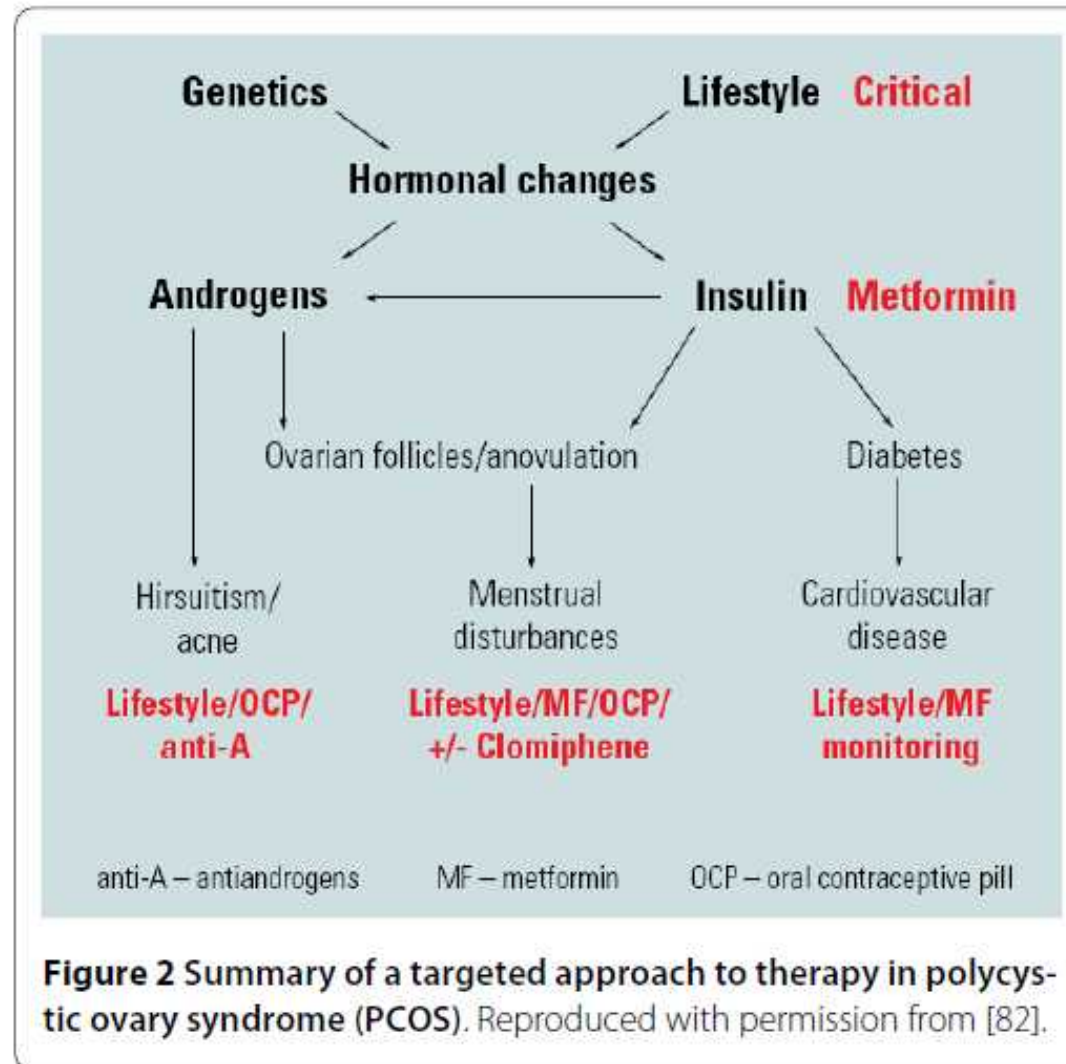 Genetics Lifestyle Critical
Hormonal changes
Androgens Insulin Metformin
Ovarian follicles/anovulation Diabetes
Hirsuitism/ Menstrual Cardiovascular
acne disturbances disease
Lifestyle/OCP/ Lifestyle/MF/OCP/ Lifestyle/MF
anti-A +/- Clomiphene monitoring
anti-A – antiandrogens MF – metformin OCP – oral contraceptive pill
Figure 2 Summary of a targeted approach to therapy in polycys-
tic ovary syndrome (PCOS). Reproduced with permission from [82].